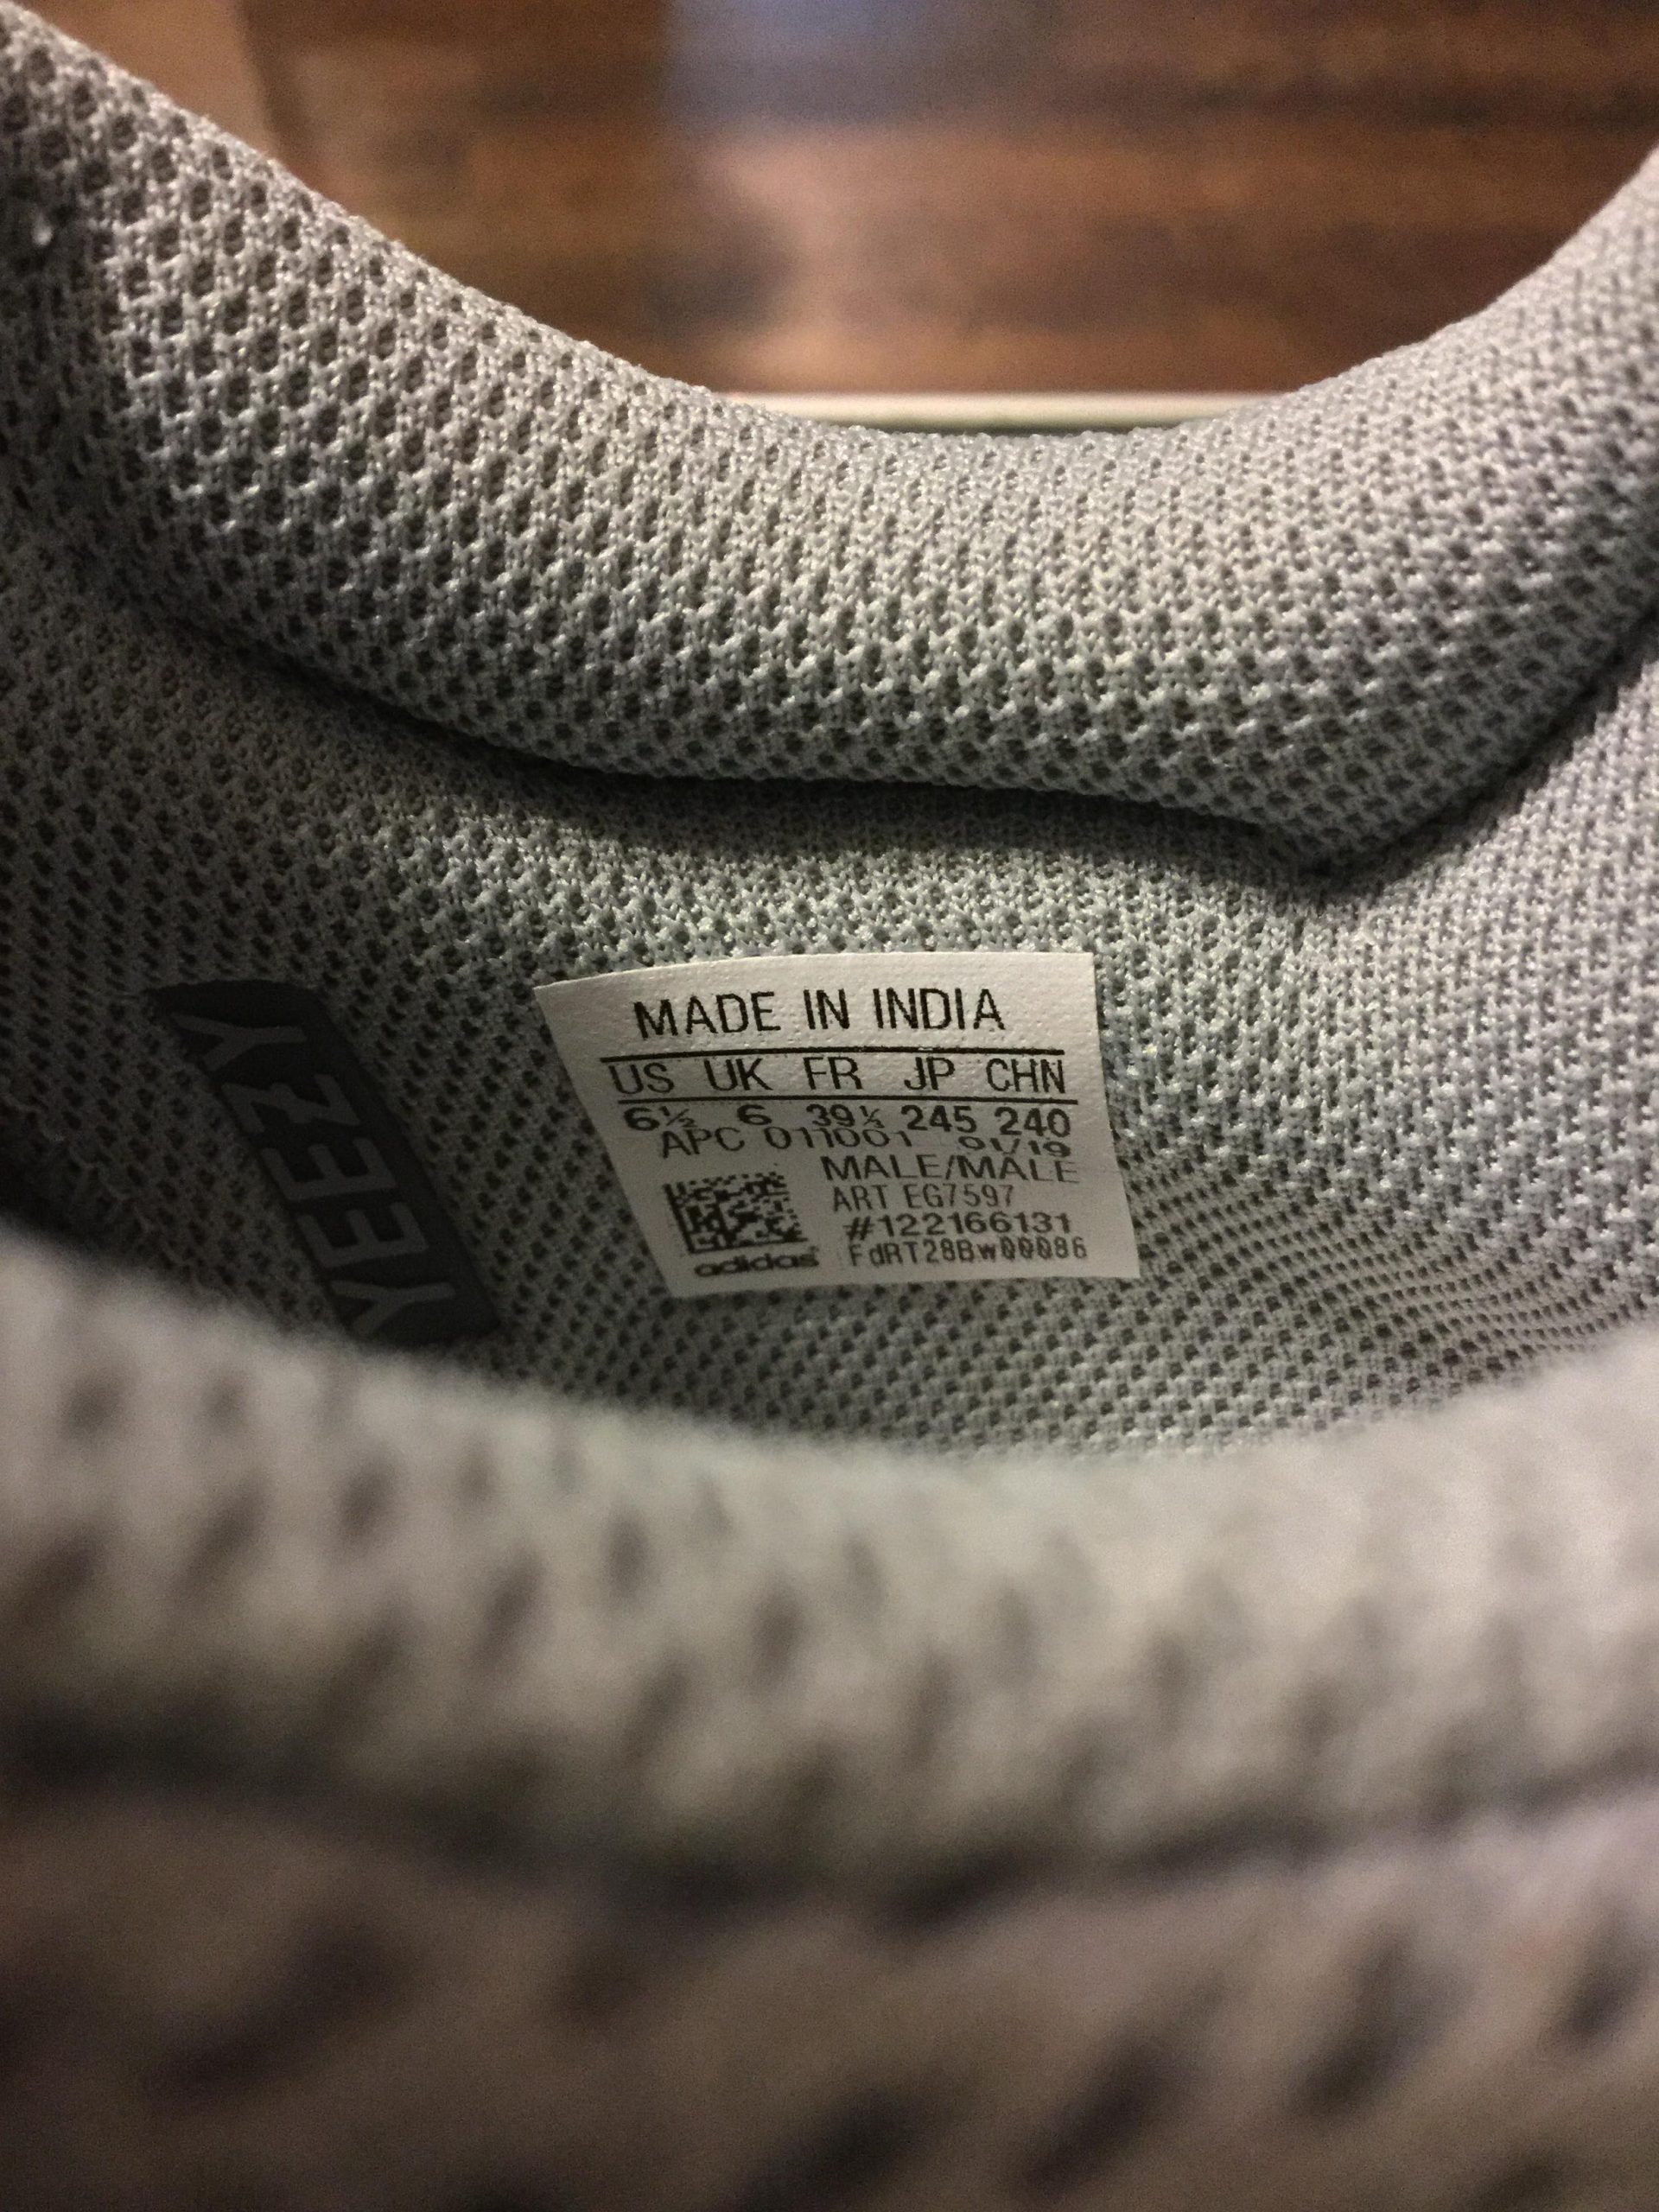 MADE IN INDIA
US UK FR JP CHN
6½ 6 39⅓ 245 240
APC 011001 01/19
MALE/MÂLE
ART EG7597
#122166131
FdRT28Bw00086
adidas
YEEZY